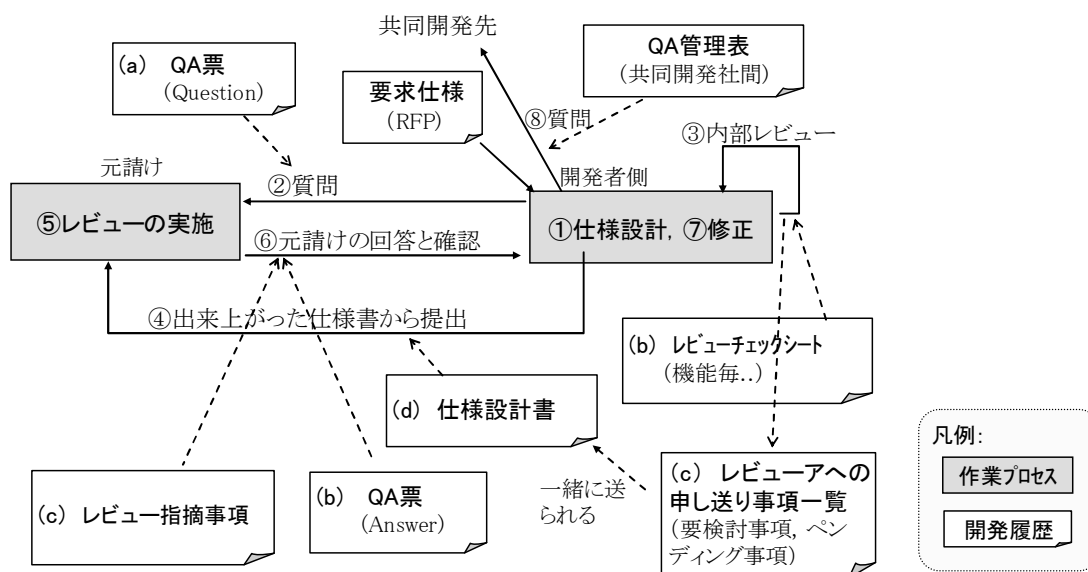 共同開発先
(a) QA票
(Question)
要求仕様
(RFP)
QA管理表
(共同開発社間)
⑧質問
③内部レビュー
元請け
②質問
開発者側
⑤レビューの実施
①仕様設計, ⑦修正
⑥元請けの回答と確認
④出来上がった仕様書から提出
(b) レビューチェックシート
(機能毎..)
(d) 仕様設計書
凡例:
作業プロセス
開発履歴
(c) レビュー指摘事項
(b) QA票
(Answer)
一緒に送
られる
(c) レビューアへの
申し送り事項一覧
(要検討事項, ペン
ディング事項)